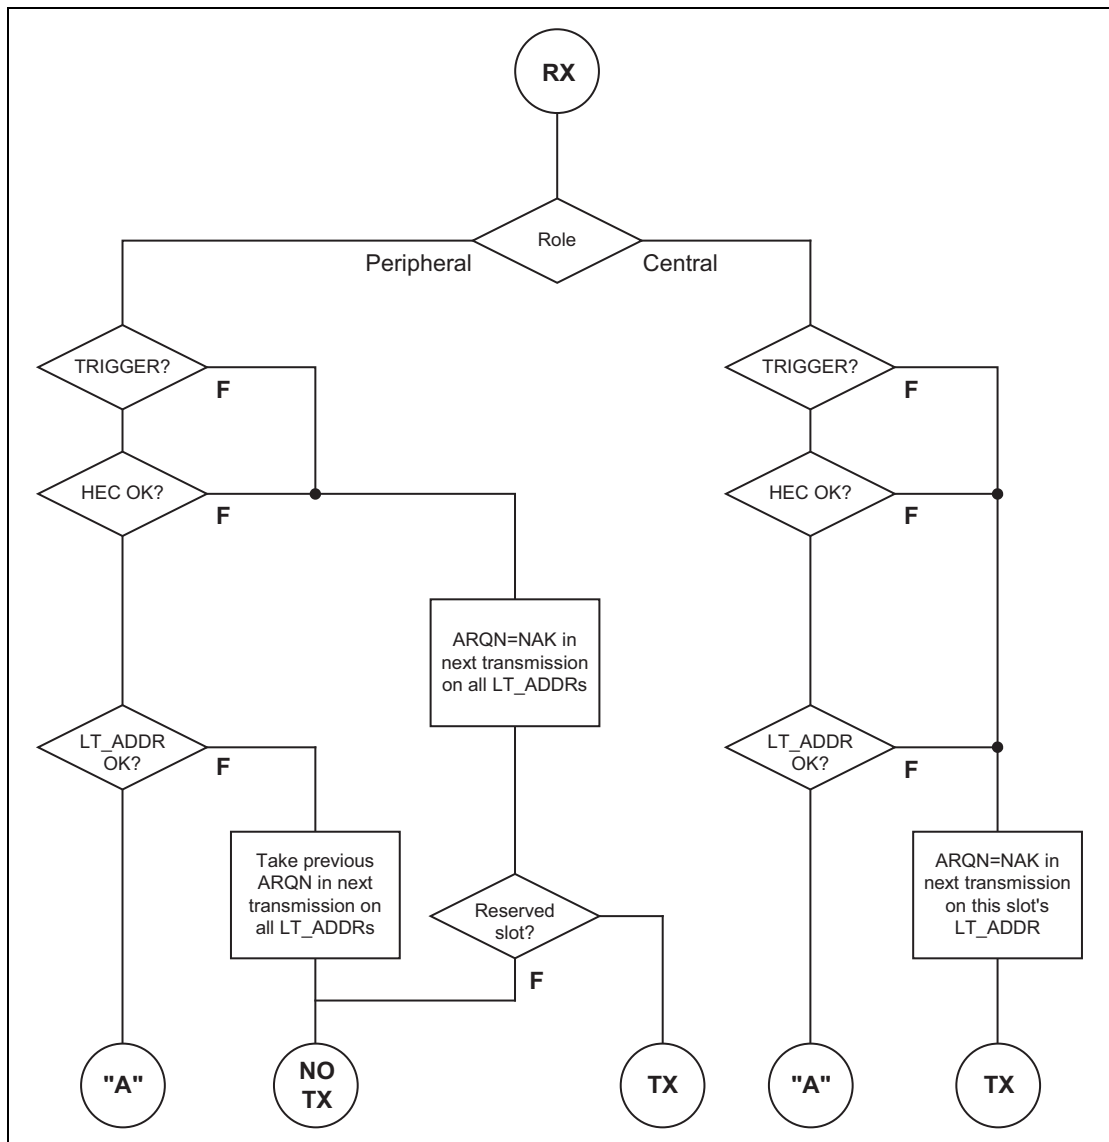 RX
Role
Peripheral
Central
TRIGGER?
F
TRIGGER?
F
HEC OK?
F
HEC OK?
F
ARQN=NAK in
next transmission
on all LT_ADDRs
LT_ADDR
OK?
F
LT_ADDR
OK?
F
Take previous
ARQN in next
transmission on
all LT_ADDRs
Reserved
slot?
F
ARQN=NAK in
next transmission
on this slot's
LT_ADDR
"A"
NO
TX
TX
"A"
TX